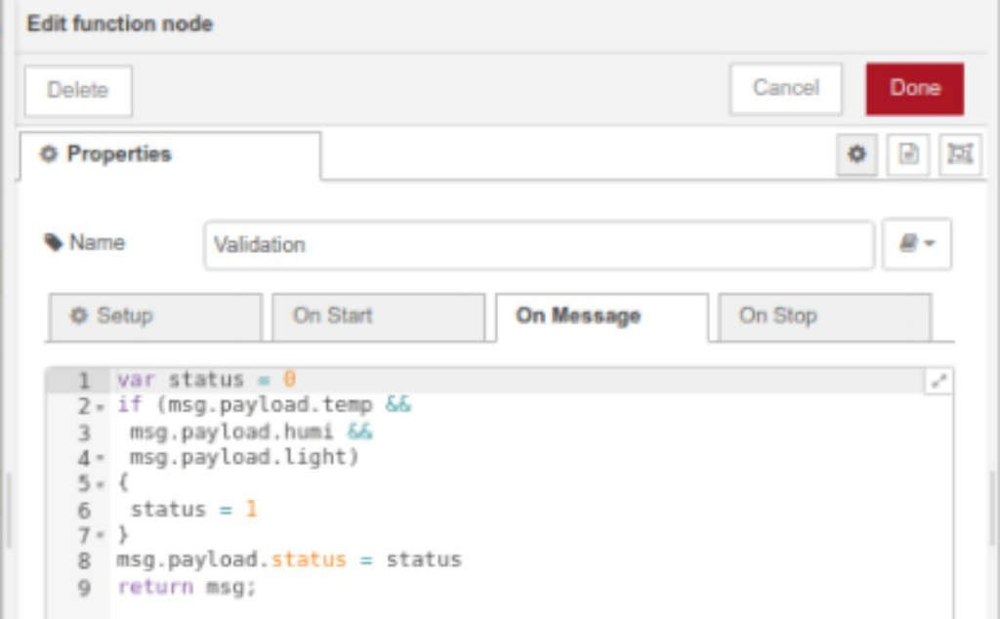 Edit function node
Delete Cancel Done
Properties
Name Validation
Setup On Start On Message On Stop
1 var status = 0
2 if (msg.payload.temp &&
3 msg.payload.humi &&
4 msg.payload.light)
5 {
6 status = 1
7 }
8 msg.payload.status = status
9 return msg;